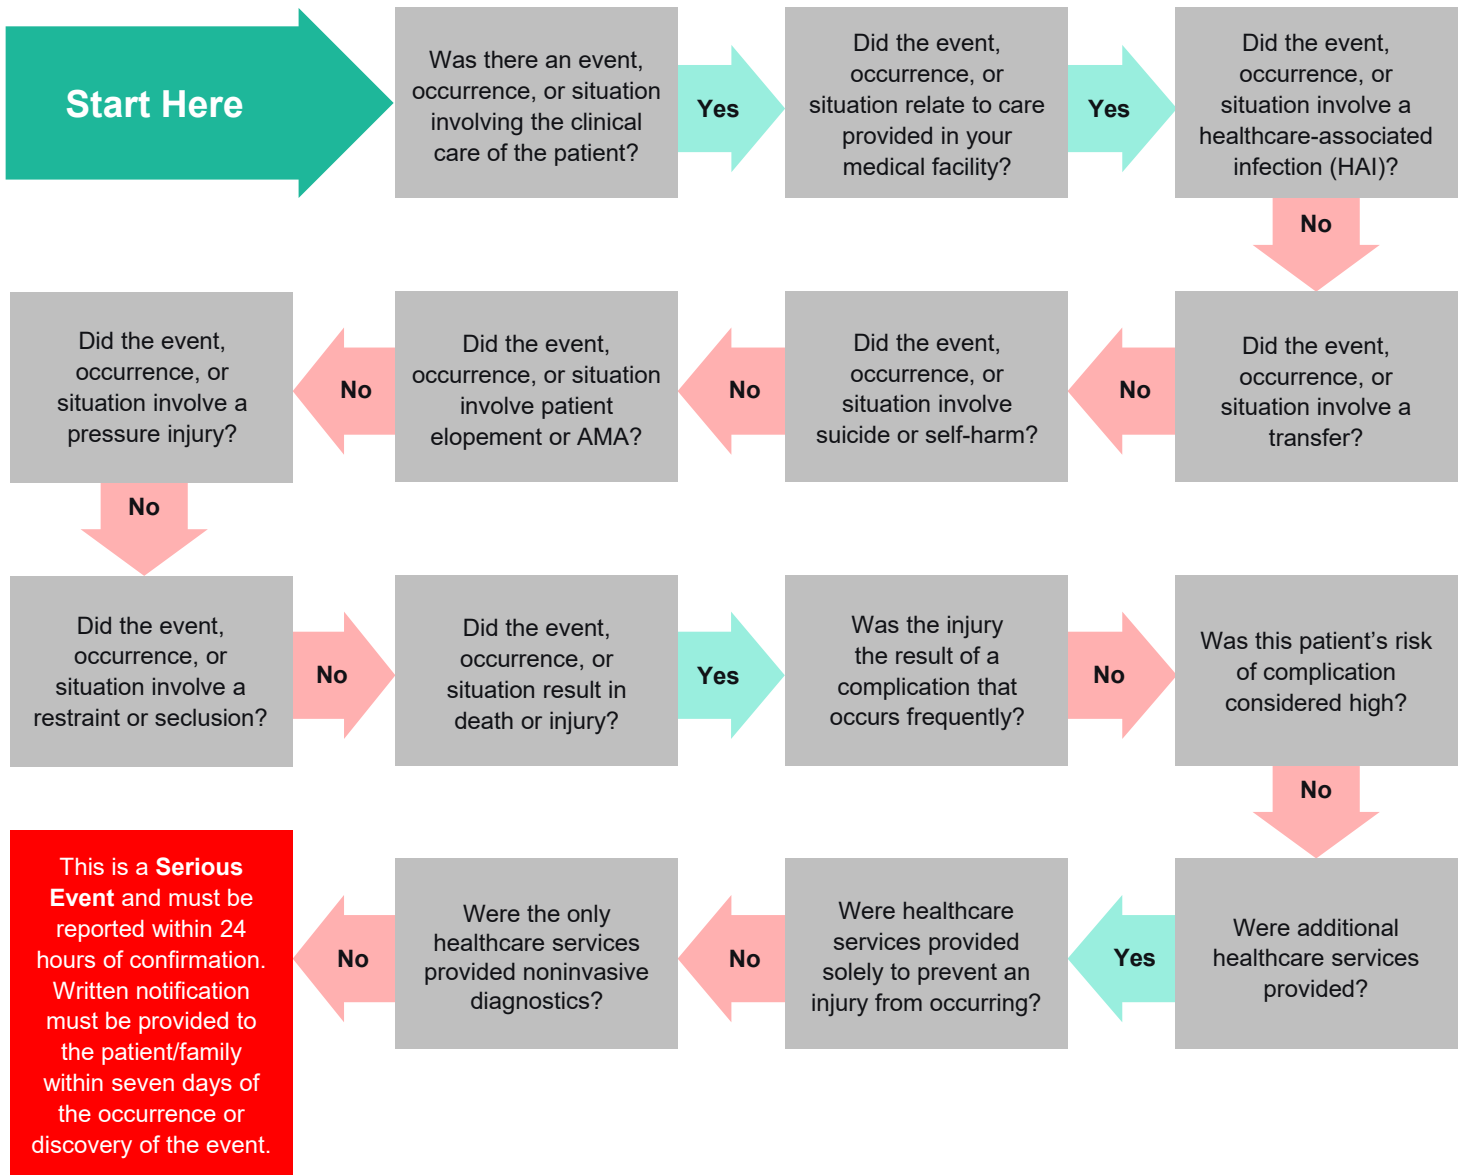 Start Here
Was there an event,
occurrence, or situation
involving the clinical
care of the patient?
Yes
Did the event,
occurrence, or
situation relate to care
provided in your
medical facility?
Yes
Did the event,
occurrence, or
situation involve a
healthcare-associated
infection (HAI)?
No
Did the event,
occurrence, or
situation involve a
transfer?
No
Did the event,
occurrence, or
situation involve
suicide or self-harm?
No
Did the event,
occurrence, or situation
involve patient
elopement or AMA?
No
Did the event,
occurrence, or
situation involve a
pressure injury?
No
Did the event,
occurrence, or
situation involve a
restraint or seclusion?
No
Did the event,
occurrence, or
situation result in
death or injury?
Yes
Was the injury
the result of a
complication that
occurs frequently?
No
Was this patient’s risk
of complication
considered high?
No
Were additional
healthcare services
provided?
Yes
Were healthcare
services provided
solely to prevent an
injury from occurring?
No
Were the only
healthcare services
provided noninvasive
diagnostics?
No
This is a Serious
Event and must be
reported within 24
hours of confirmation.
Written notification
must be provided to
the patient/family
within seven days of
the occurrence or
discovery of the event.